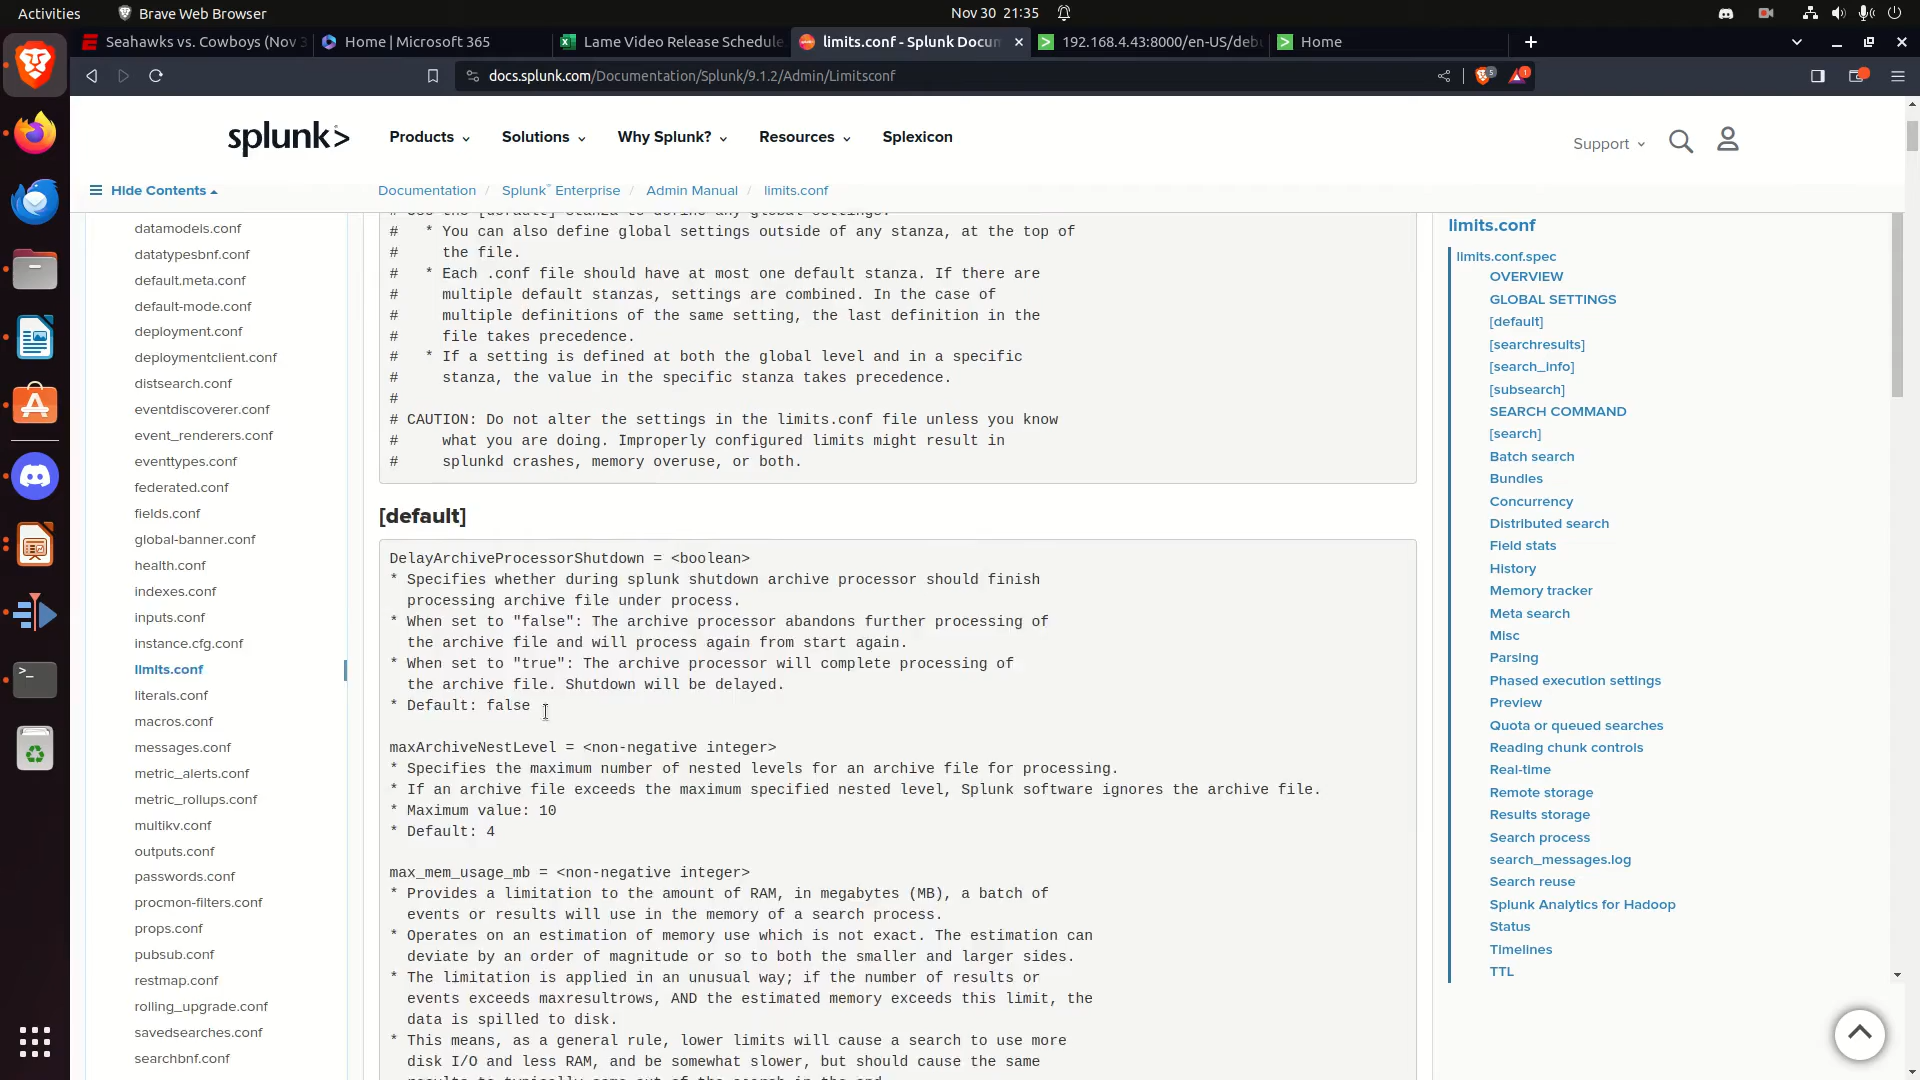 Activities
Brave Web Browser
Nov 30 21:35
Seahawks vs. Cowboys (Nov 3
Home | Microsoft 365
Lame Video Release Schedule.
limits.conf - Splunk Docum
192.168.4.43:8000/en-US/deb
Home
docs.splunk.com/Documentation/Splunk/9.1.2/Admin/Limitsconf
5
1
splunk>
Products
Solutions
Why Splunk?
Resources
Splexicon
Support
Hide Contents
Documentation / Splunk® Enterprise / Admin Manual / limits.conf
datamodels.conf
datatypesbnf.conf
default.meta.conf
default-mode.conf
deployment.conf
deploymentclient.conf
distsearch.conf
eventdiscoverer.conf
event_renderers.conf
eventtypes.conf
federated.conf
fields.conf
global-banner.conf
health.conf
indexes.conf
inputs.conf
instance.cfg.conf
limits.conf
literals.conf
macros.conf
messages.conf
metric_alerts.conf
metric_rollups.conf
multikv.conf
outputs.conf
passwords.conf
procmon-filters.conf
props.conf
pubsub.conf
restmap.conf
rolling_upgrade.conf
savedsearches.conf
searchbnf.conf
# Use the [default] stanza to define any global settings.
#   * You can also define global settings outside of any stanza, at the top of
#     the file.
#   * Each .conf file should have at most one default stanza. If there are
#     multiple default stanzas, settings are combined. In the case of
#     multiple definitions of the same setting, the last definition in the
#     file takes precedence.
#   * If a setting is defined at both the global level and in a specific
#     stanza, the value in the specific stanza takes precedence.
#
# CAUTION: Do not alter the settings in the limits.conf file unless you know
#     what you are doing. Improperly configured limits might result in
#     splunkd crashes, memory overuse, or both.
[default]
DelayArchiveProcessorShutdown = <boolean>
* Specifies whether during splunk shutdown archive processor should finish
  processing archive file under process.
* When set to "false": The archive processor abandons further processing of
  the archive file and will process again from start again.
* When set to "true": The archive processor will complete processing of
  the archive file. Shutdown will be delayed.
* Default: false
maxArchiveNestLevel = <non-negative integer>
* Specifies the maximum number of nested levels for an archive file for processing.
* If an archive file exceeds the maximum specified nested level, Splunk software ignores the archive file.
* Maximum value: 10
* Default: 4
max_mem_usage_mb = <non-negative integer>
* Provides a limitation to the amount of RAM, in megabytes (MB), a batch of
  events or results will use in the memory of a search process.
* Operates on an estimation of memory use which is not exact. The estimation can
  deviate by an order of magnitude or so to both the smaller and larger sides.
* The limitation is applied in an unusual way; if the number of results or
  events exceeds maxresultrows, AND the estimated memory exceeds this limit, the
  data is spilled to disk.
* This means, as a general rule, lower limits will cause a search to use more
  disk I/O and less RAM, and be somewhat slower, but should cause the same
limits.conf
limits.conf.spec
OVERVIEW
GLOBAL SETTINGS
[default]
[searchresults]
[search_info]
[subsearch]
SEARCH COMMAND
[search]
Batch search
Bundles
Concurrency
Distributed search
Field stats
History
Memory tracker
Meta search
Misc
Parsing
Phased execution settings
Preview
Quota or queued searches
Reading chunk controls
Real-time
Remote storage
Results storage
Search process
search_messages.log
Search reuse
Splunk Analytics for Hadoop
Status
Timelines
TTL